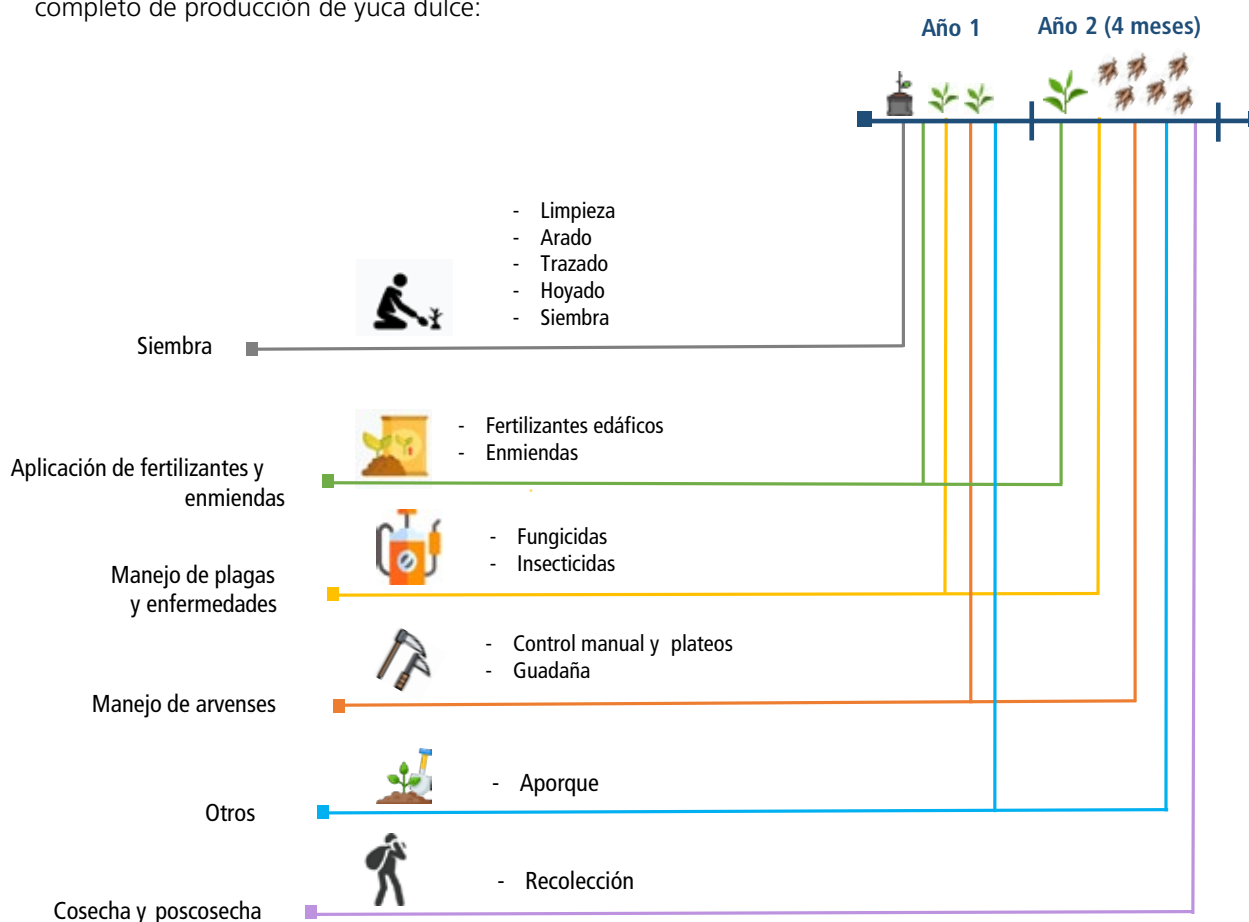 completo de producción de yuca dulce:
Año 1
Año 2 (4 meses)
- Limpieza
- Arado
- Trazado
- Hoyado
- Siembra
Siembra
- Fertilizantes edáficos
- Enmiendas
Aplicación de fertilizantes y
enmiendas
- Fungicidas
- Insecticidas
Manejo de plagas
y enfermedades
- Control manual y plateos
- Guadaña
Manejo de arvenses
- Aporque
Otros
- Recolección
Cosecha y poscosecha